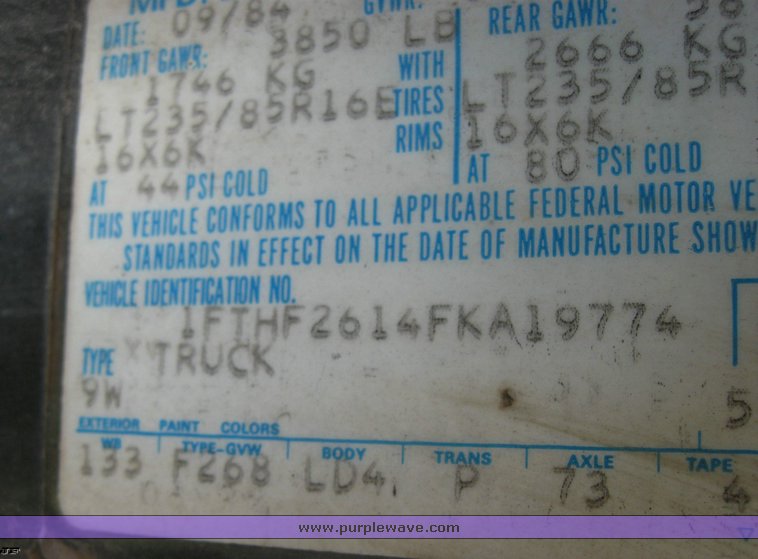 DATE: 09/84 GVWR:
3850 LB REAR GAWR:
FRONT GAWR: 2666 KG
1746 KG WITH LT235/85R
LT235/85R16E TIRES 16X6K
16X6K RIMS AT 80 PSI COLD
AT 44 PSI COLD
THIS VEHICLE CONFORMS TO ALL APPLICABLE FEDERAL MOTOR VE
STANDARDS IN EFFECT ON THE DATE OF MANUFACTURE SHOW
VEHICLE IDENTIFICATION NO.
1FTHF2614FKA19774
TYPE TRUCK
9W 5
EXTERIOR PAINT COLORS
WB TYPE-GVW BODY TRANS AXLE TAPE
133 F268 LD4 P 73 4
www.purplewave.com